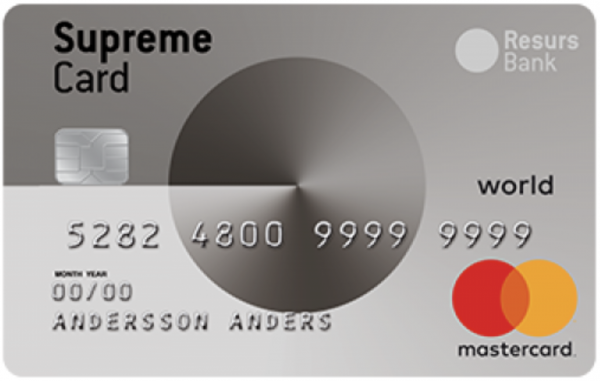 Supreme
Card
Resurs
Bank
world
5282 4800 9999 9999
MONTH YEAR
00/00
ANDERSSON ANDERS
mastercard.